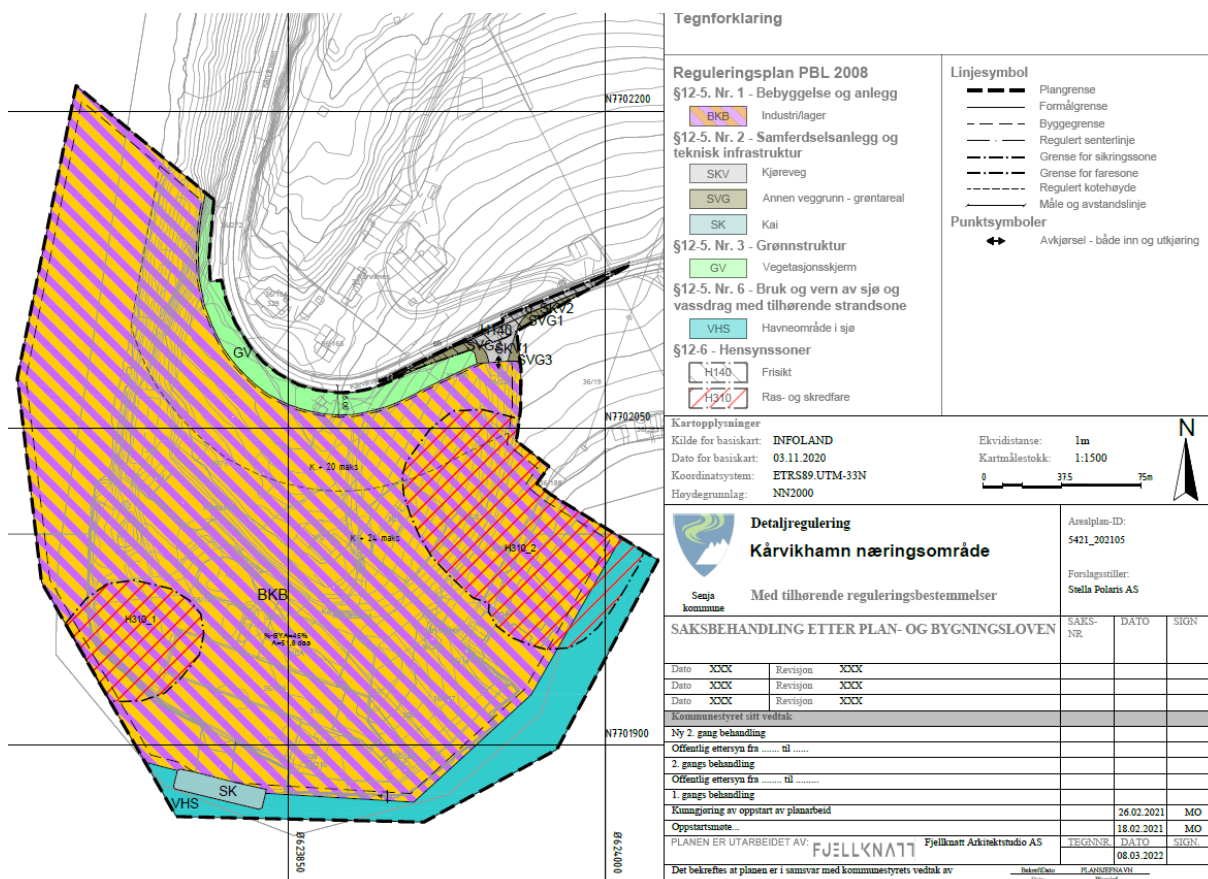 Tegnforklaring
Reguleringsplan PBL 2008
§12-5. Nr. 1 - Bebyggelse og anlegg
BKB Industri/lager
§12-5. Nr. 2 - Samferdselsanlegg og
teknisk infrastruktur
SKV Kjøreveg
SVG Annen veggrunn - grøntareal
SK Kai
§12-5. Nr. 3 - Grønnstruktur
GV Vegetasjonsskjerm
§12-5. Nr. 6 - Bruk og vern av sjø og
vassdrag med tilhørende strandsone
VHS Havneområde i sjø
§12-6 - Hensynssoner
H140 Frisikt
H310 Ras- og skredfare
Linjesymbol
Plangrense
Formålgrense
Byggegrense
Regulert senterlinje
Grense for sikringssone
Grense for faresone
Regulert kotehøyde
Måle og avstandslinje
Punktsymboler
Avkjørsel - både inn og utkjøring
N7702200
SKV2
SVG1
H140
SKV1
SVG3
GV
36/166
36/19
N7702050
K + 20 maks
K + 24 maks
H310_2
H310_1
BKB
%-BYA=45%
N7701900
SK
VHS
Ø623850
Ø624000
Kartopplysninger
Kilde for basiskart: INFOLAND
Dato for basiskart: 03.11.2020
Koordinatsystem: ETRS89.UTM-33N
Høydegrunnlag: NN2000
Ekvidistanse: 1m
Kartmålestokk: 1:1500
0 37.5 75m
N
Senja
kommune
Detaljregulering
Kårvikhamn næringsområde
Med tilhørende reguleringsbestemmelser
Arealplan-ID:
5421_202105
Forslagsstiller:
Stella Polaris AS
SAKSBEHANDLING ETTER PLAN- OG BYGNINGSLOVEN SAKS-NR DATO SIGN
Dato XXX Revisjon XXX
Dato XXX Revisjon XXX
Dato XXX Revisjon XXX
Kommunestyret sitt vedtak
Ny 2. gang behandling
Offentlig ettersyn fra ....... til ......
2. gangs behandling
Offentlig ettersyn fra ........ til .........
1. gangs behandling
Kunngjøring av oppstart av planarbeid 26.02.2021 MO
Oppstartsmøte... 18.02.2021 MO
PLANEN ER UTARBEIDET AV: FJELLKNATT Fjellknatt Arkitektstudio AS TEGNNR. DATO SIGN.
08.03.2022
Det bekreftes at planen er i samsvar med kommunestyrets vedtak av